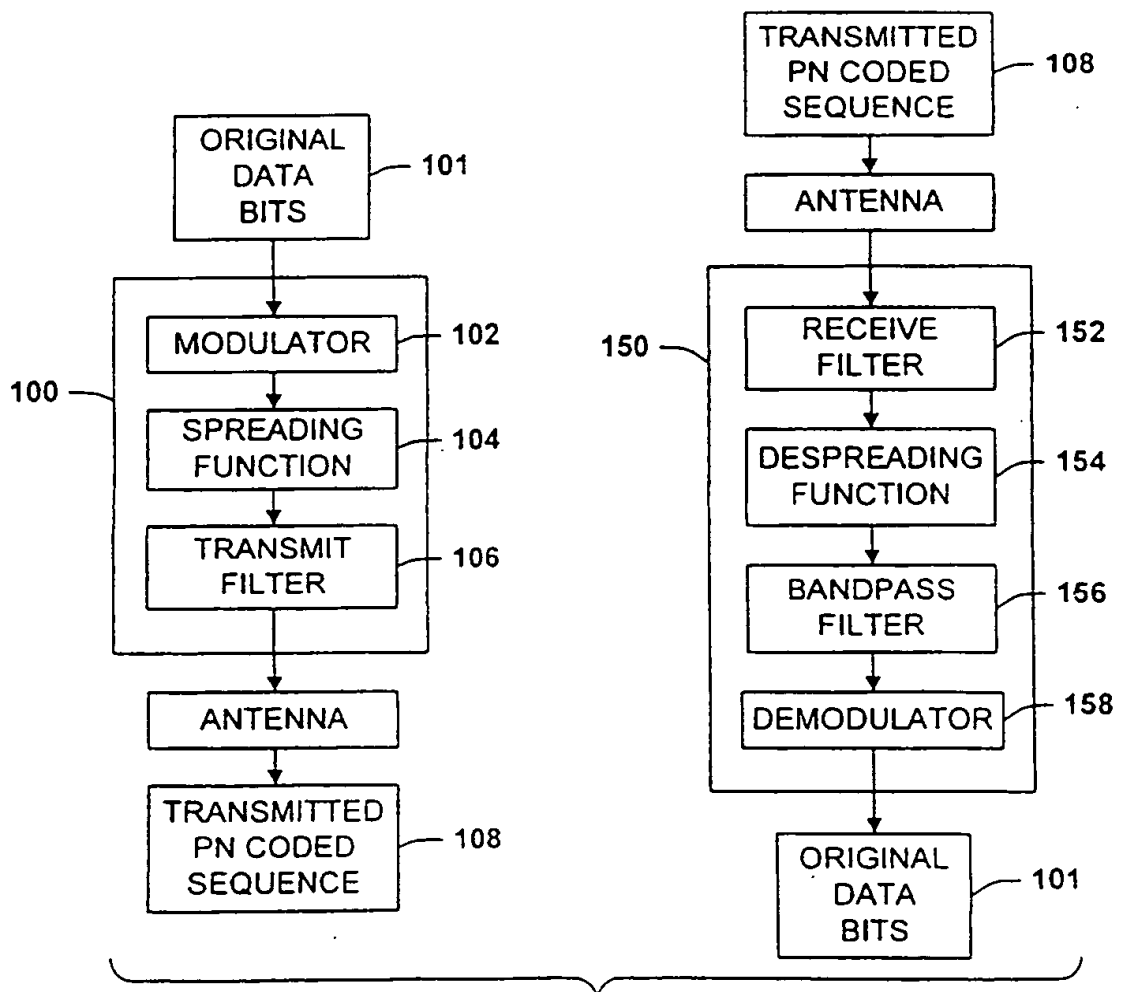 ORIGINAL
DATA
BITS
101
100
MODULATOR
102
SPREADING
FUNCTION
104
TRANSMIT
FILTER
106
ANTENNA
TRANSMITTED
PN CODED
SEQUENCE
108
TRANSMITTED
PN CODED
SEQUENCE
108
ANTENNA
150
RECEIVE
FILTER
152
DESPREADING
FUNCTION
154
BANDPASS
FILTER
156
DEMODULATOR
158
ORIGINAL
DATA
BITS
101